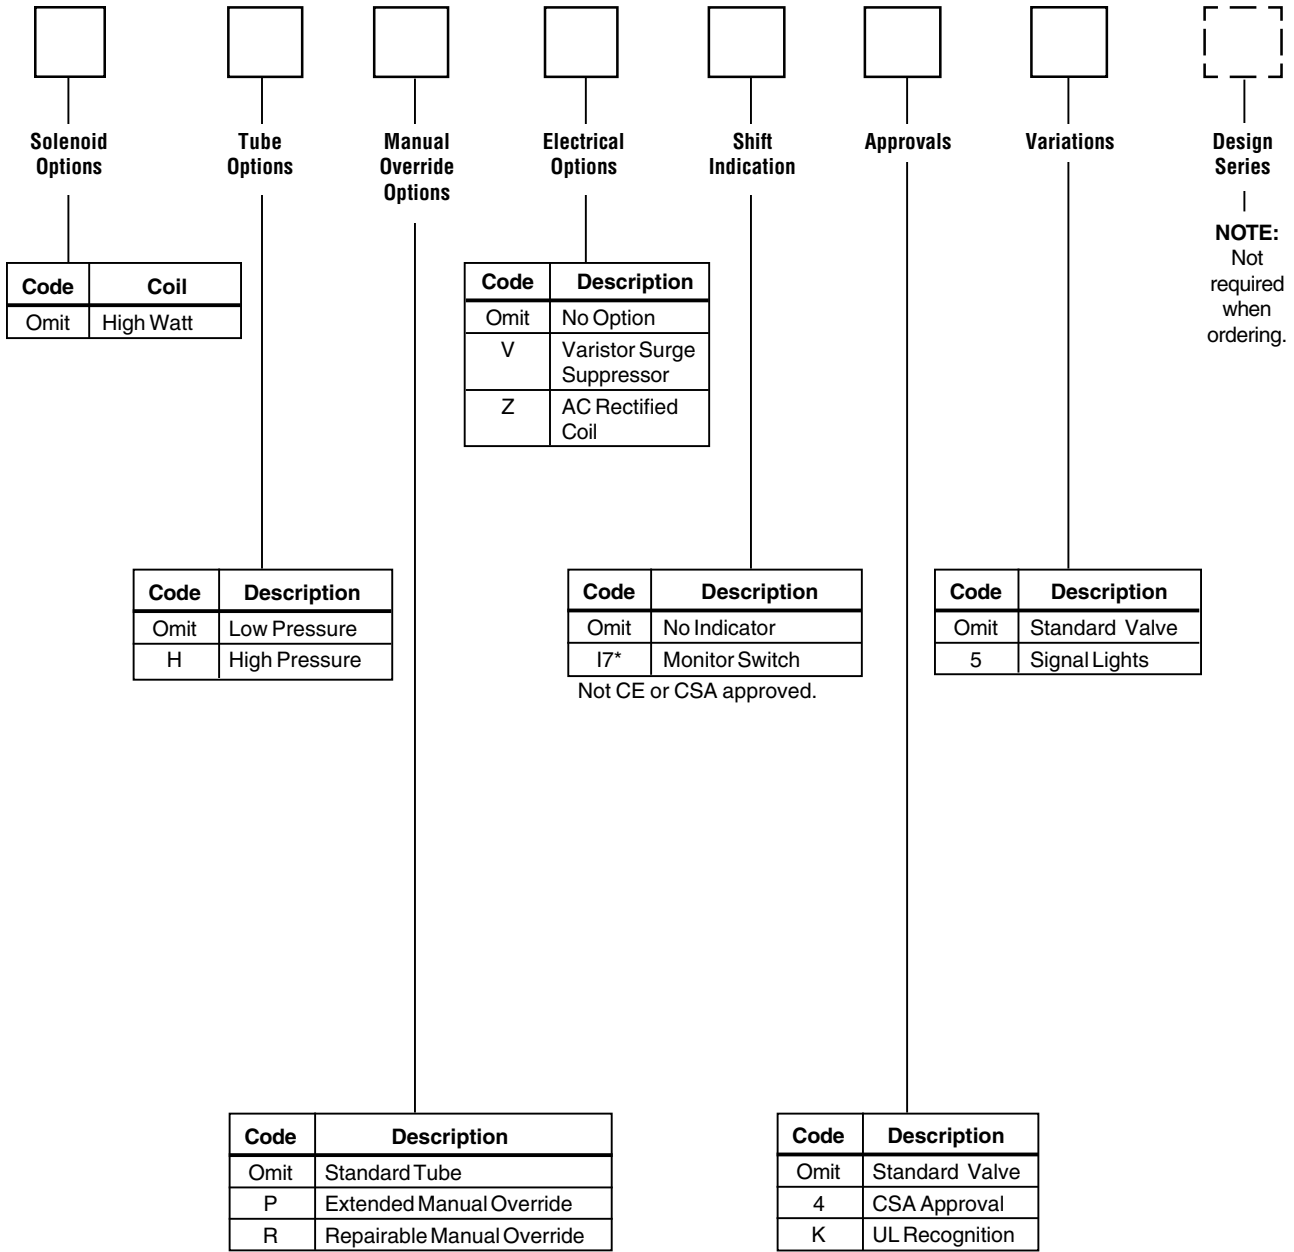 Solenoid
Options
Tube
Options
Manual
Override
Options
Electrical
Options
Shift
Indication
Approvals
Variations
Design
Series
NOTE:
Not
required
when
ordering.
Code Coil
Omit High Watt
Code Description
Omit No Option
V Varistor Surge
Suppressor
Z AC Rectified
Coil
Code Description
Omit Low Pressure
H High Pressure
Code Description
Omit No Indicator
I7* Monitor Switch
Not CE or CSA approved.
Code Description
Omit Standard Valve
5 Signal Lights
Code Description
Omit Standard Tube
P Extended Manual Override
R Repairable Manual Override
Code Description
Omit Standard Valve
4 CSA Approval
K UL Recognition